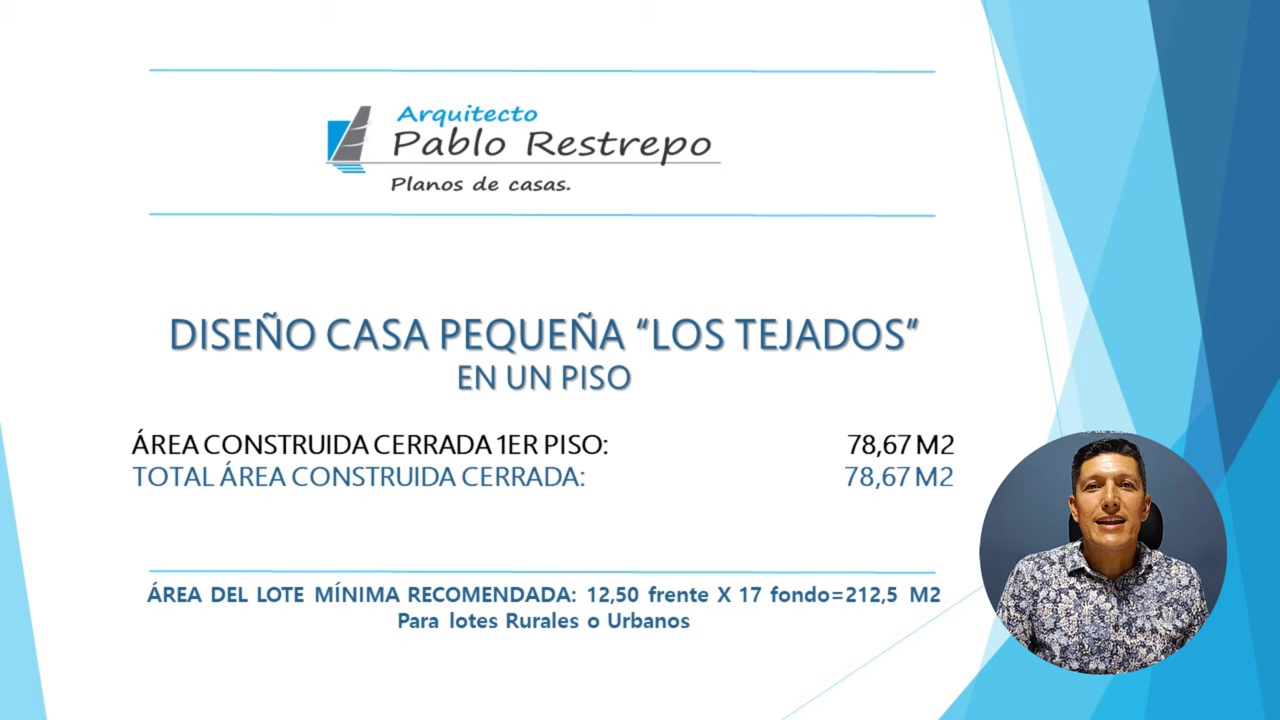 Arquitecto
Pablo Restrepo
Planos de casas.
DISEÑO CASA PEQUEÑA “LOS TEJADOS”
EN UN PISO
ÁREA CONSTRUIDA CERRADA 1ER PISO: 78,67 M2
TOTAL ÁREA CONSTRUIDA CERRADA: 78,67 M2
ÁREA DEL LOTE MÍNIMA RECOMENDADA: 12,50 frente X 17 fondo=212,5 M2
Para lotes Rurales o Urbanos